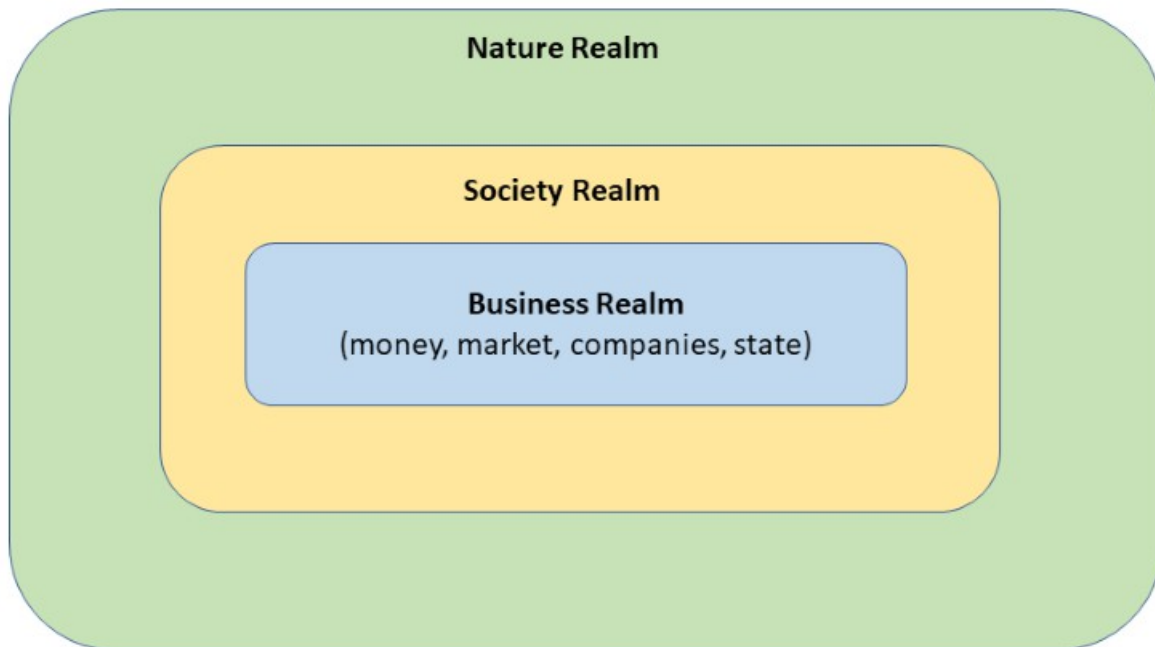 Nature Realm
Society Realm
Business Realm
(money, market, companies, state)